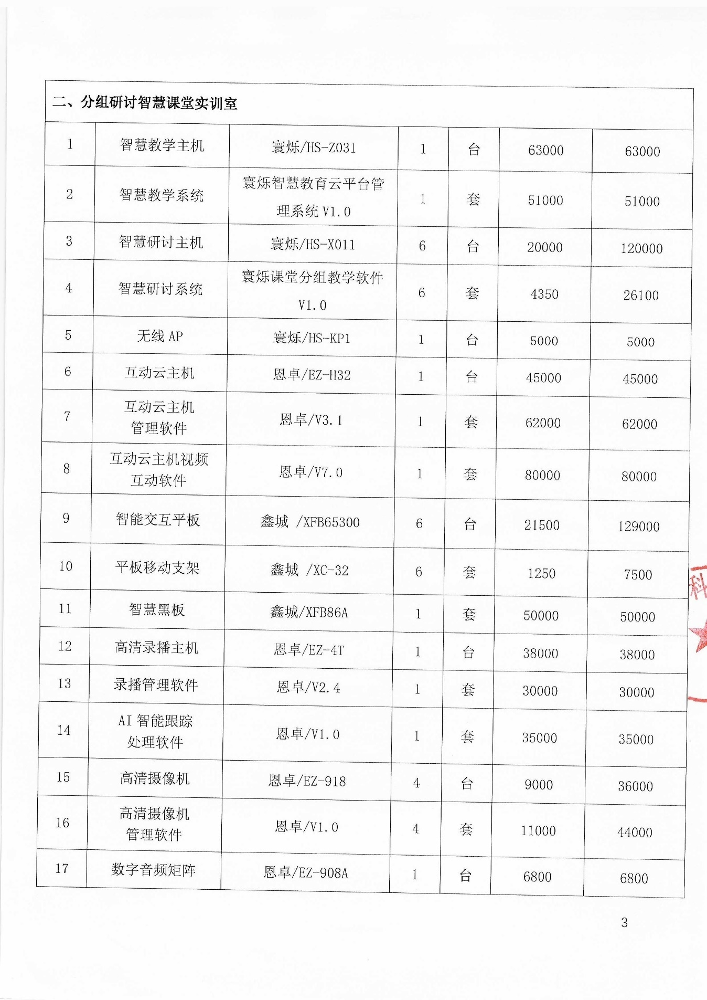 二、分组研讨智慧课堂实训室
1 智慧教学主机 寰烁/HS-Z031 1 台 63000 63000
2 智慧教学系统 寰烁智慧教育云平台管
理系统 V1.0 1 套 51000 51000
3 智慧研讨主机 寰烁/HS-X011 6 台 20000 120000
4 智慧研讨系统 寰烁课堂分组教学软件
V1.0 6 套 4350 26100
5 无线 AP 寰烁/HS-KP1 1 台 5000 5000
6 互动云主机 恩卓/EZ-H32 1 台 45000 45000
7 互动云主机
管理软件 恩卓/V3.1 1 套 62000 62000
8 互动云主机视频
互动软件 恩卓/V7.0 1 套 80000 80000
9 智能交互平板 鑫城 /XFB65300 6 台 21500 129000
10 平板移动支架 鑫城 /XC-32 6 套 1250 7500
11 智慧黑板 鑫城/XFB86A 1 套 50000 50000
12 高清录播主机 恩卓/EZ-4T 1 台 38000 38000
13 录播管理软件 恩卓/V2.4 1 套 30000 30000
14 AI 智能跟踪
处理软件 恩卓/V1.0 1 套 35000 35000
15 高清摄像机 恩卓/EZ-918 4 台 9000 36000
16 高清摄像机
管理软件 恩卓/V1.0 4 套 11000 44000
17 数字音频矩阵 恩卓/EZ-908A 1 台 6800 6800
科
3